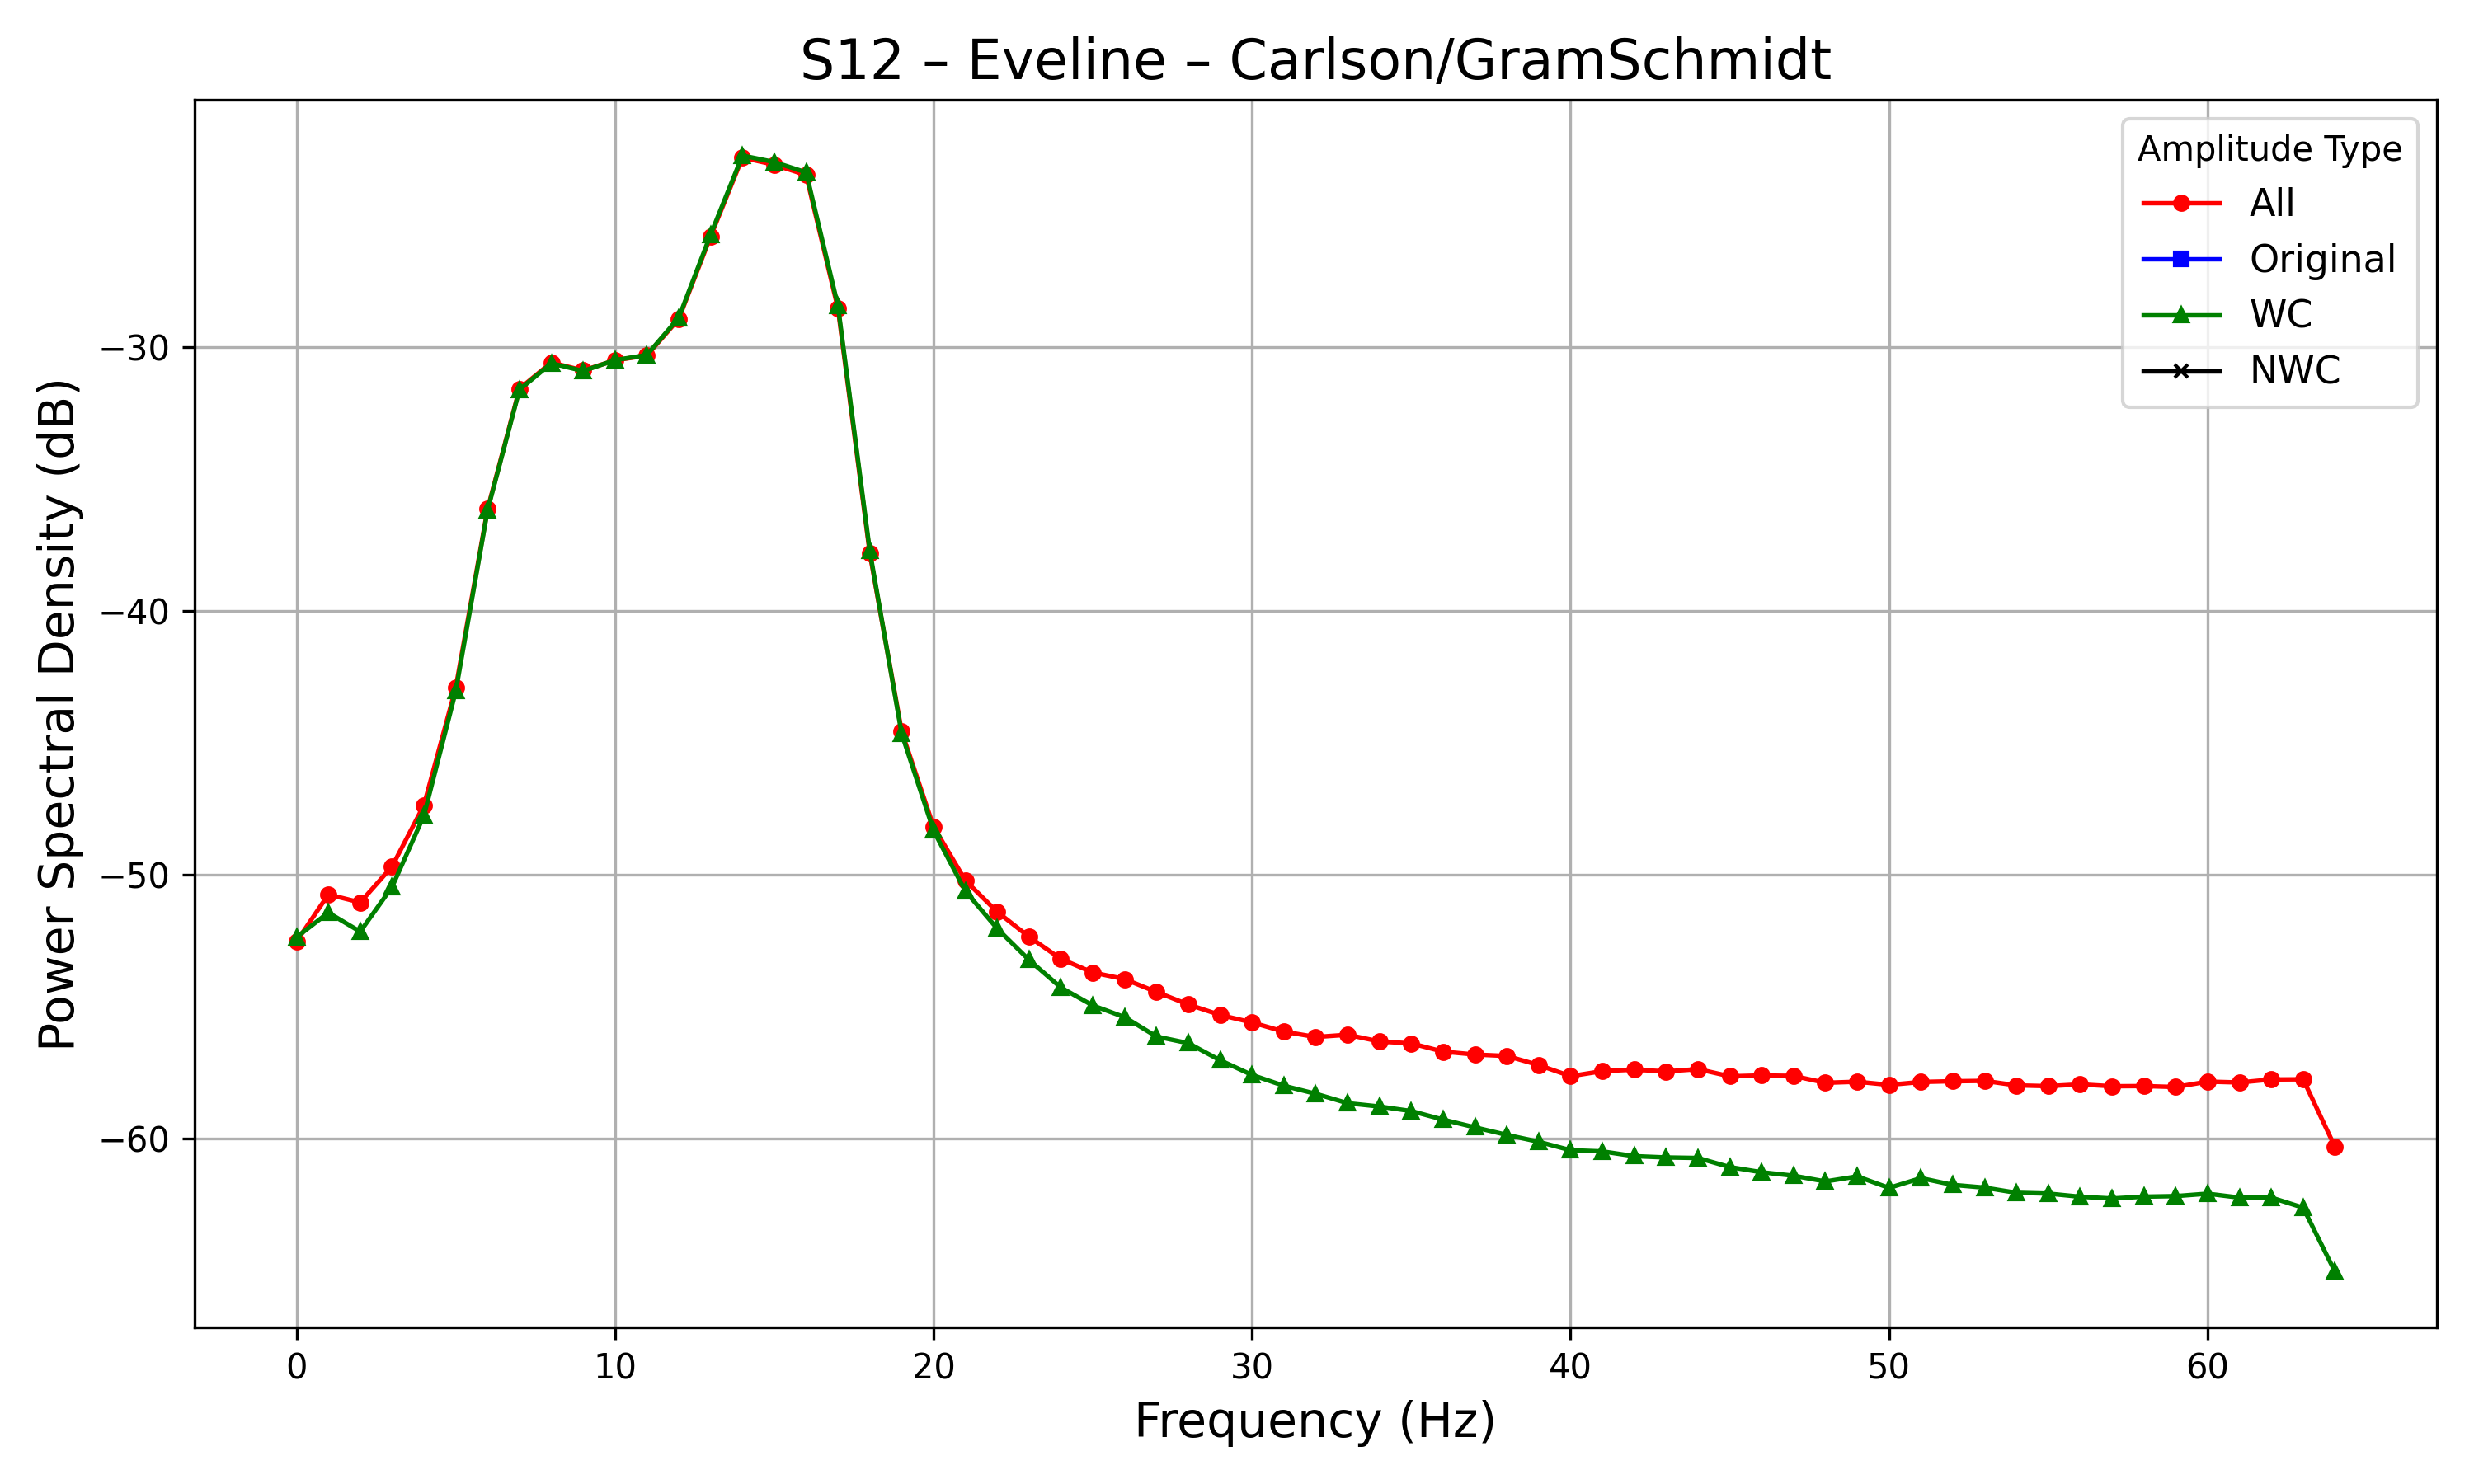 S12 – Eveline – Carlson/GramSchmidt
Amplitude Type
All
Original
WC
NWC
Power Spectral Density (dB)
−30
−40
−50
−60
0 10 20 30 40 50 60
Frequency (Hz)